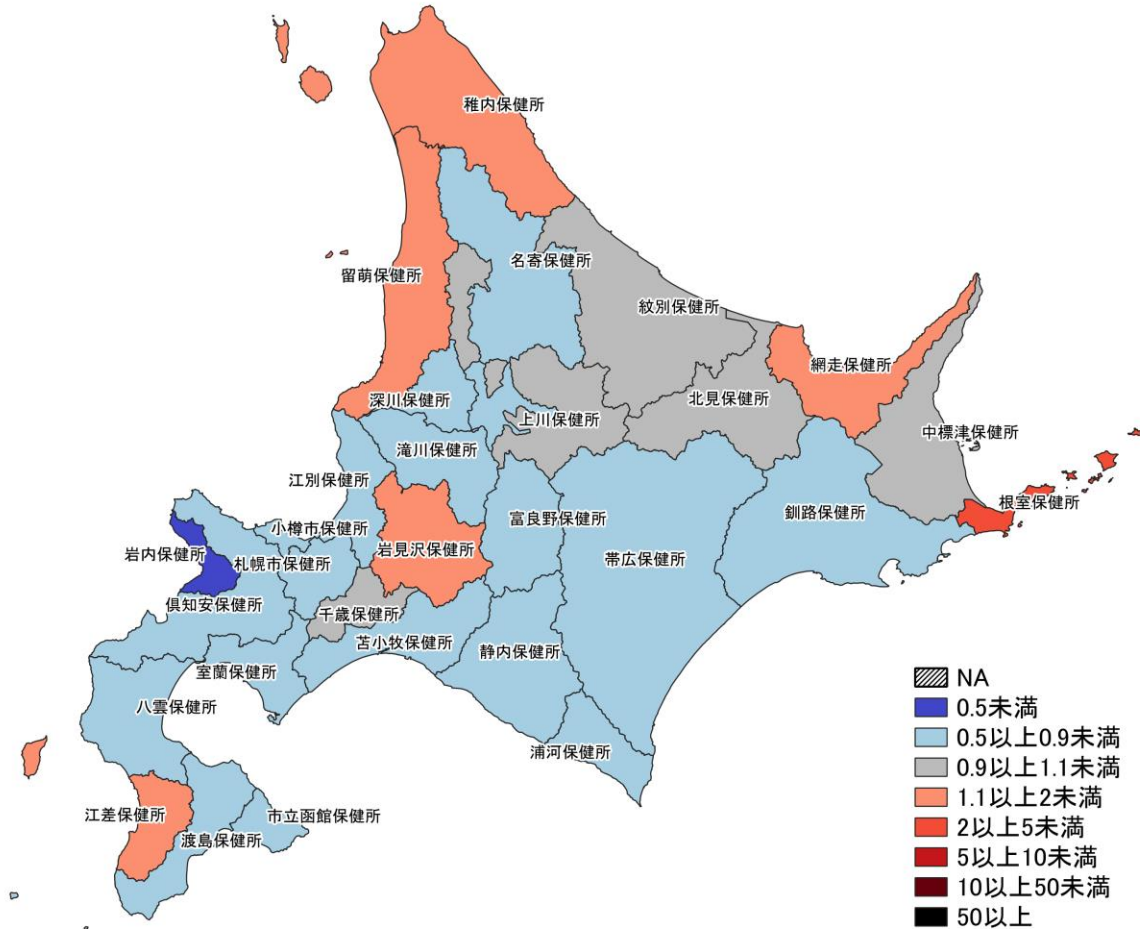 稚内保健所
名寄保健所
留萌保健所
紋別保健所
網走保健所
深川保健所
北見保健所
上川保健所
中標津保健所
滝川保健所
江別保健所
根室保健所
富良野保健所
釧路保健所
小樽市保健所
岩見沢保健所
帯広保健所
岩内保健所
札幌市保健所
倶知安保健所
千歳保健所
苫小牧保健所
静内保健所
室蘭保健所
八雲保健所
浦河保健所
江差保健所
市立函館保健所
渡島保健所
NA
0.5未満
0.5以上0.9未満
0.9以上1.1未満
1.1以上2未満
2以上5未満
5以上10未満
10以上50未満
50以上